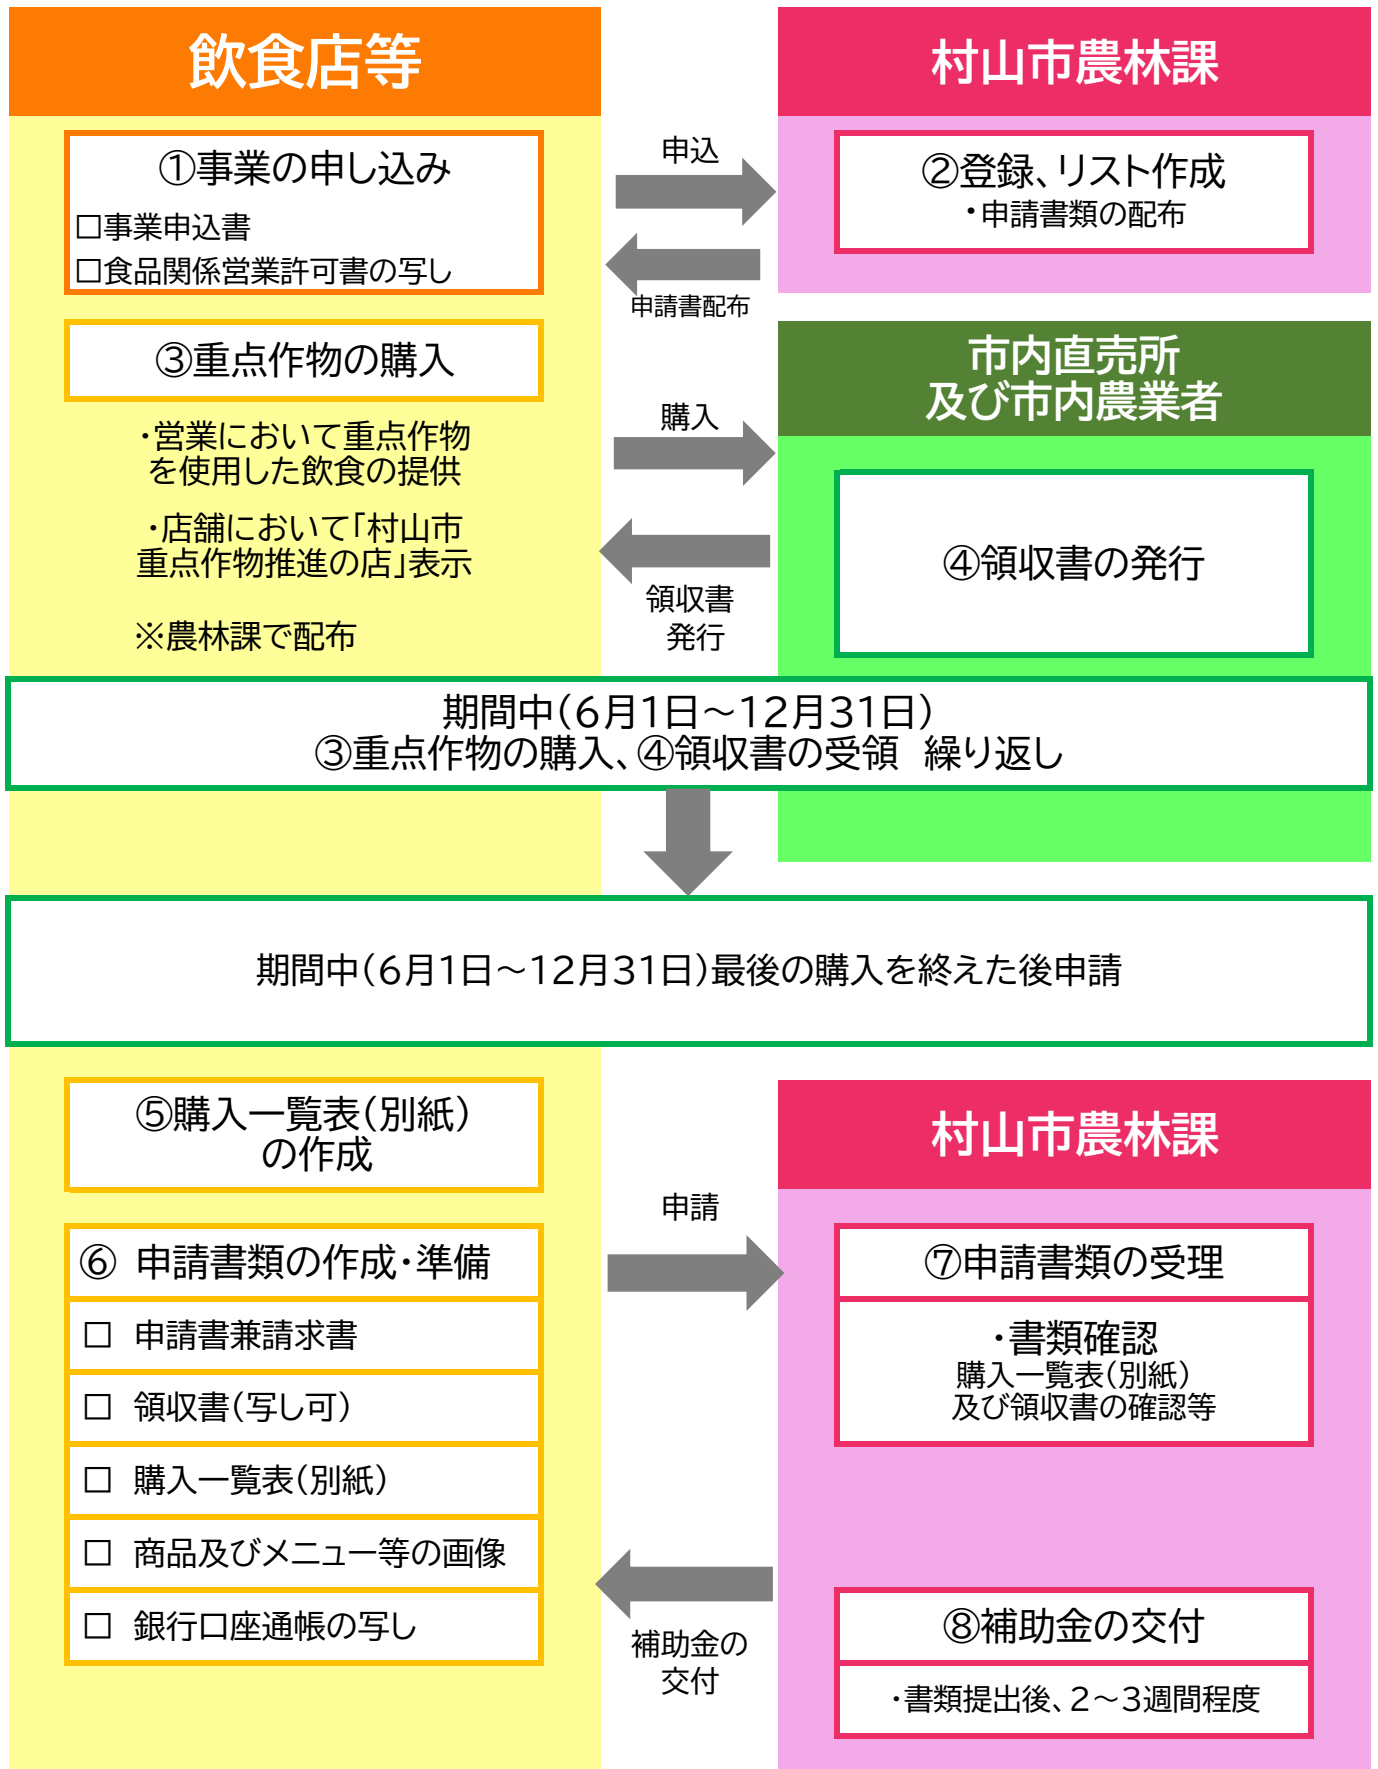 飲食店等
村山市農林課
①事業の申し込み
□事業申込書
□食品関係営業許可書の写し
申込
申請書配布
②登録、リスト作成
・申請書類の配布
③重点作物の購入
・営業において重点作物
を使用した飲食の提供
・店舗において「村山市
重点作物推進の店」表示
※農林課で配布
購入
領収書
発行
市内直売所
及び市内農業者
④領収書の発行
期間中（6月1日～12月31日）
③重点作物の購入、④領収書の受領　繰り返し
期間中（6月1日～12月31日）最後の購入を終えた後申請
⑤購入一覧表（別紙）
の作成
⑥ 申請書類の作成・準備
□ 申請書兼請求書
□ 領収書（写し可）
□ 購入一覧表（別紙）
□ 商品及びメニュー等の画像
□ 銀行口座通帳の写し
申請
補助金の
交付
村山市農林課
⑦申請書類の受理
・書類確認
購入一覧表（別紙）
及び領収書の確認等
⑧補助金の交付
・書類提出後、2～3週間程度